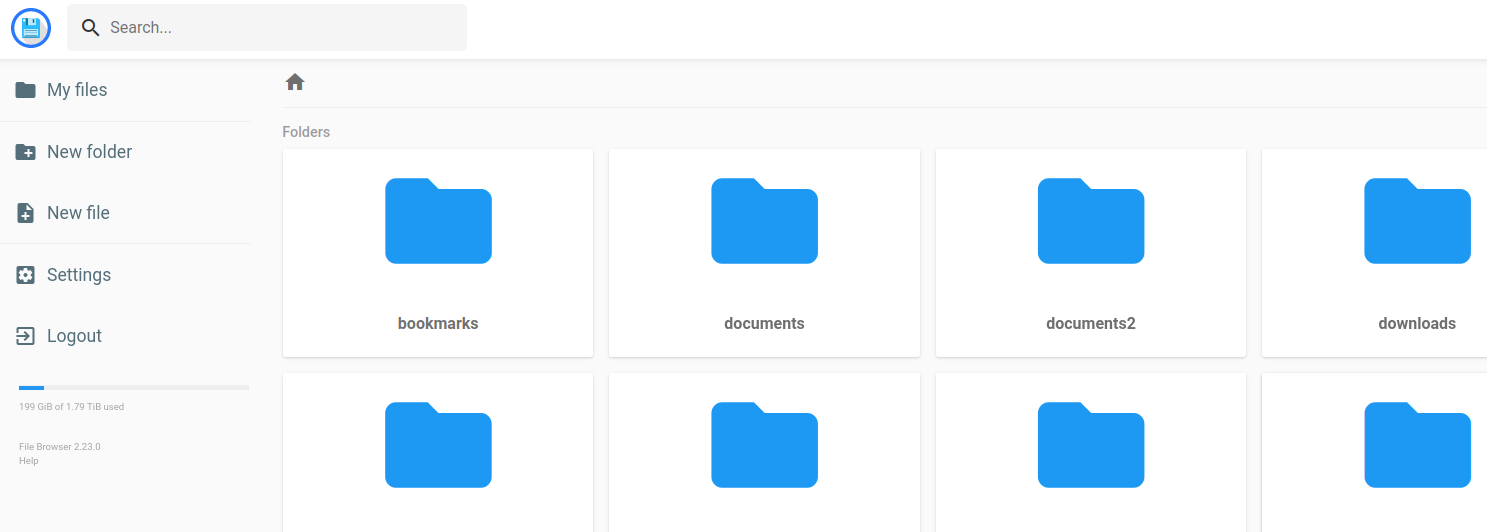 Search...
My files
New folder
New file
Settings
Logout
199 GiB of 1.79 TiB used
File Browser 2.23.0
Help
Folders
bookmarks
documents
documents2
downloads